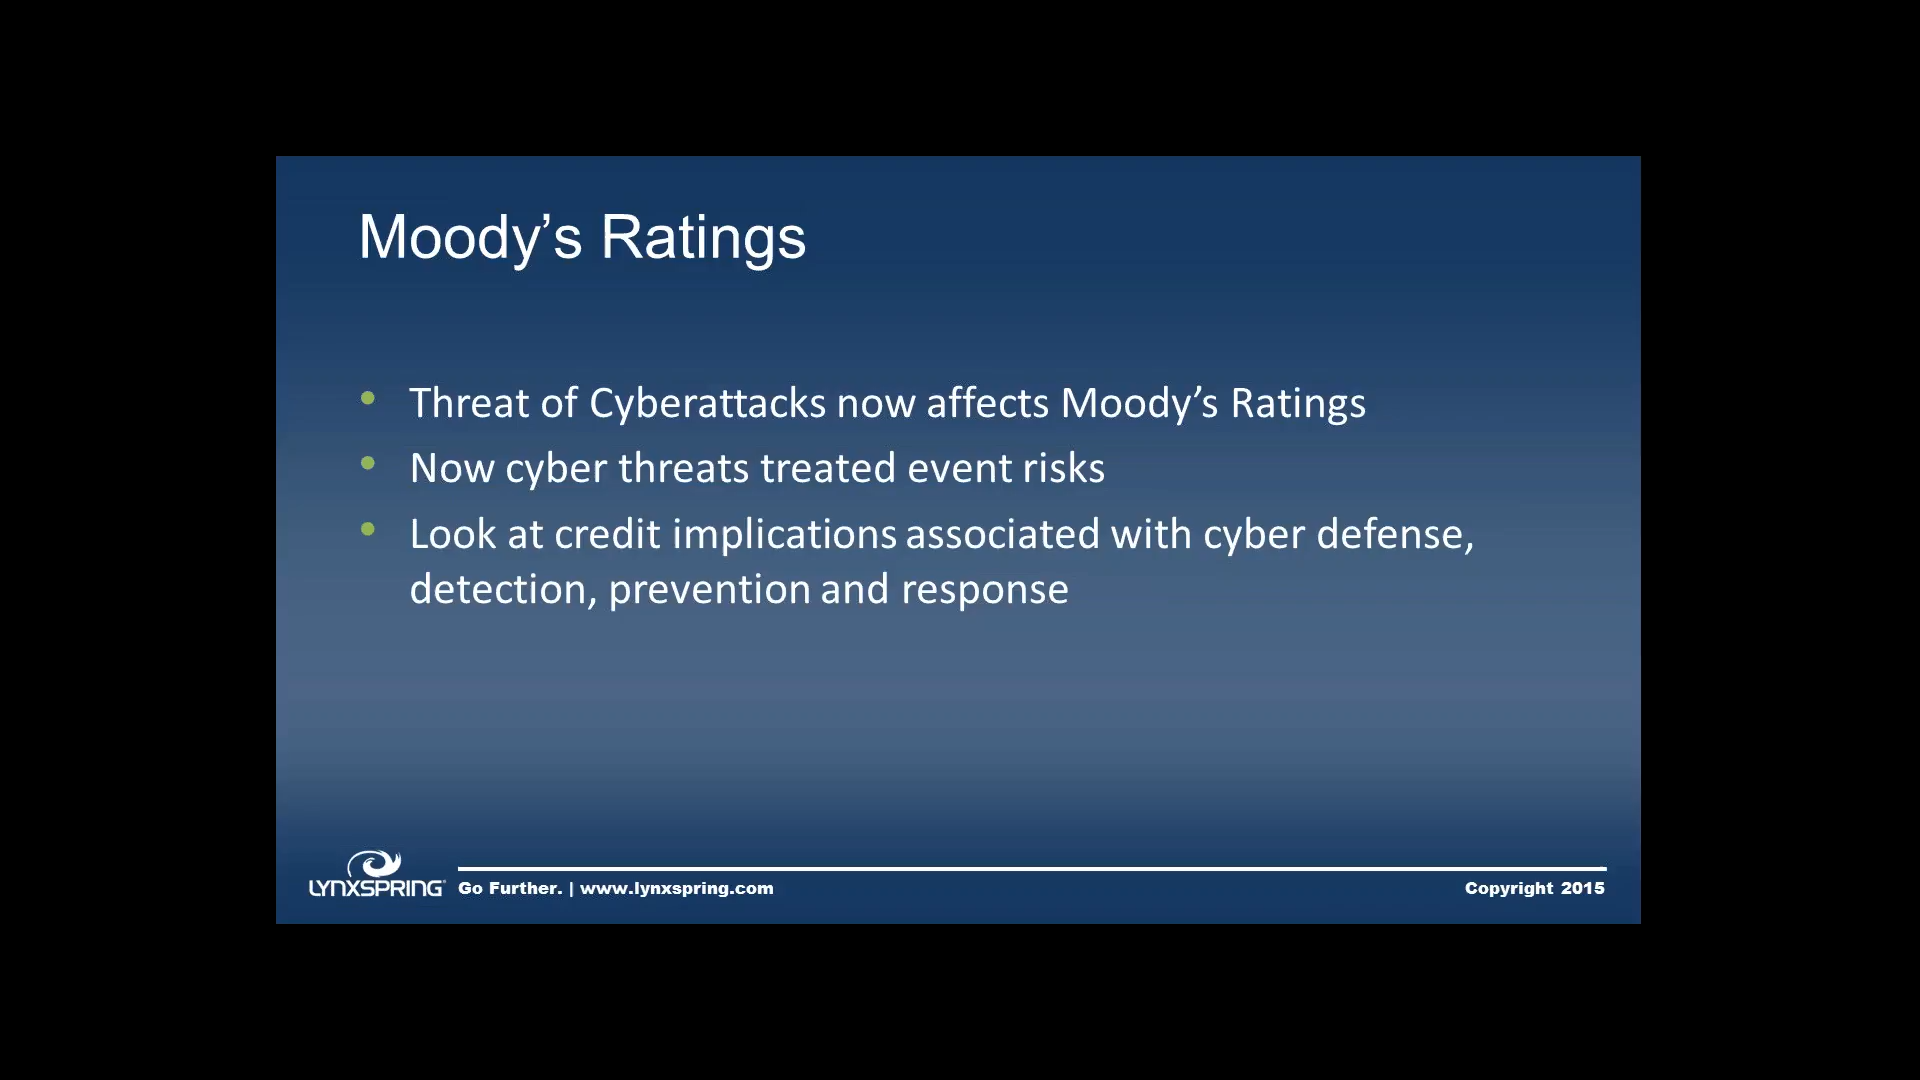 Moody’s Ratings
• Threat of Cyberattacks now affects Moody’s Ratings
• Now cyber threats treated event risks
• Look at credit implications associated with cyber defense,
detection, prevention and response
LYNXSPRING Go Further. | www.lynxspring.com Copyright 2015